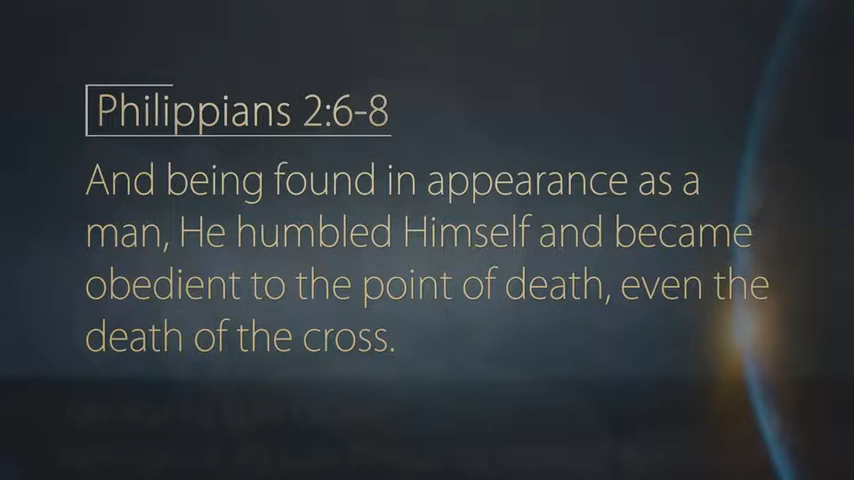 Philippians 2:6-8
And being found in appearance as a
man, He humbled Himself and became
obedient to the point of death, even the
death of the cross.